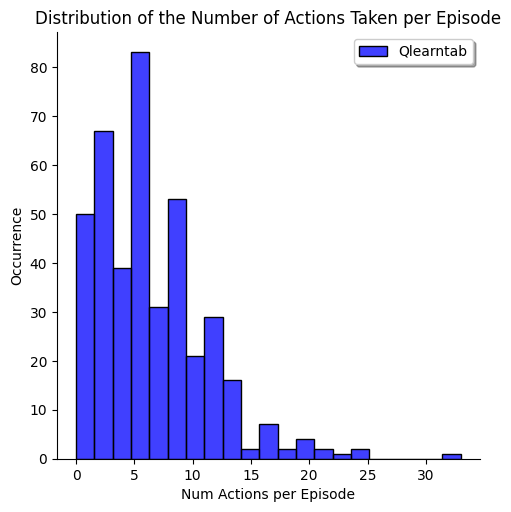 Distribution of the Number of Actions Taken per Episode
Qlearntab
80
70
60
50
40
30
20
10
0
Occurrence
0 5 10 15 20 25 30
Num Actions per Episode